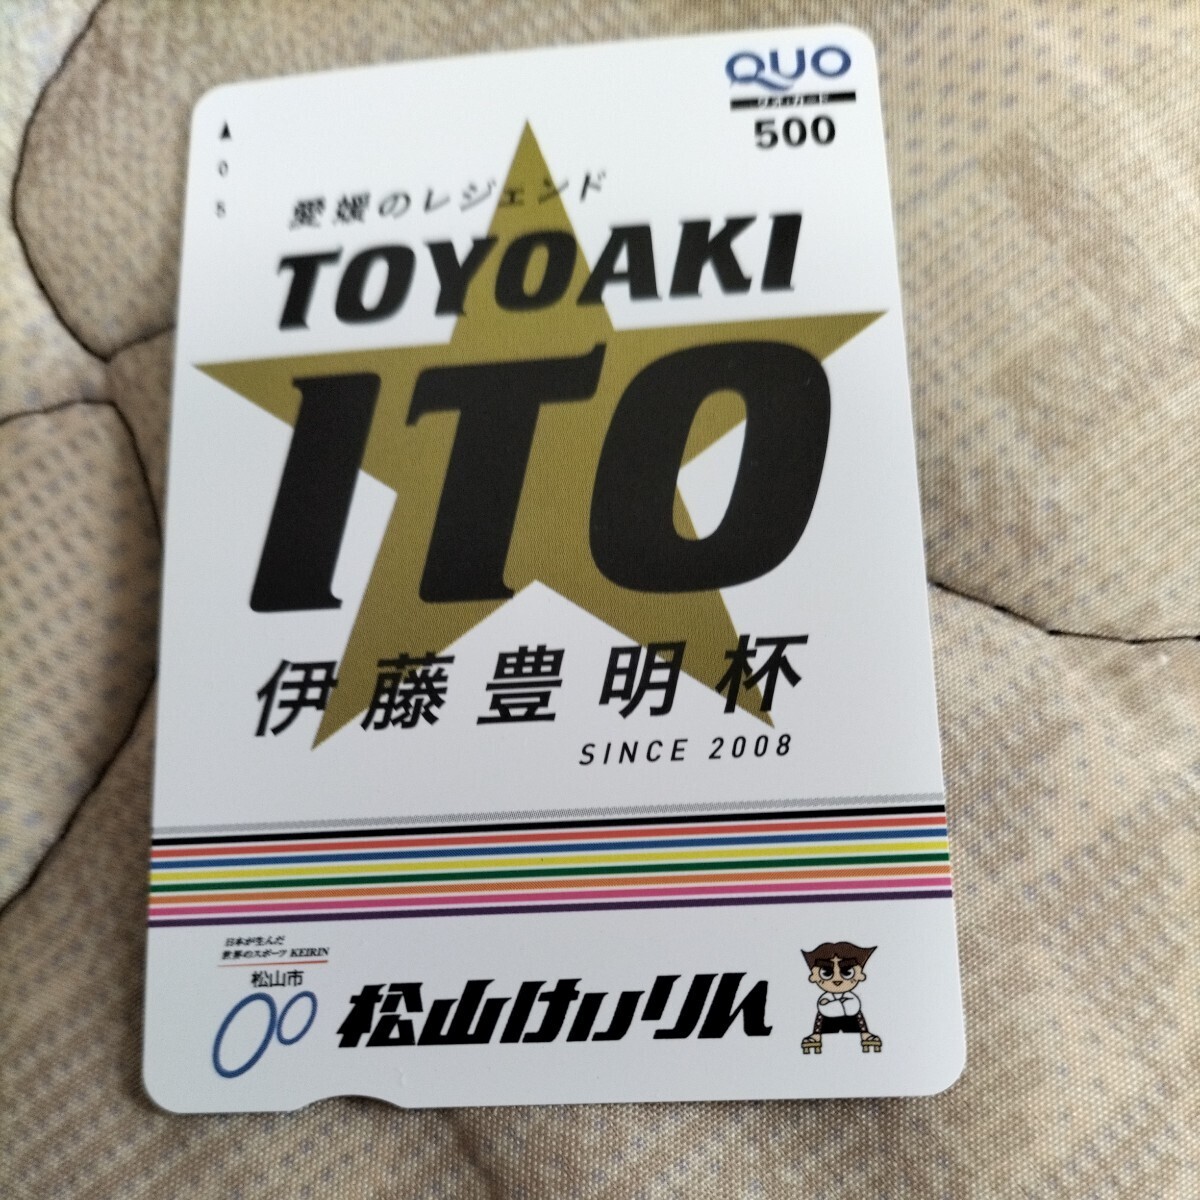 QUO
クオカード
500
▲
0
5
愛媛のレジェンド
TOYOAKI
ITO
伊藤豊明杯
SINCE 2008
日本が生んだ
世界のスポーツ KEIRIN
松山市
松山けいりん